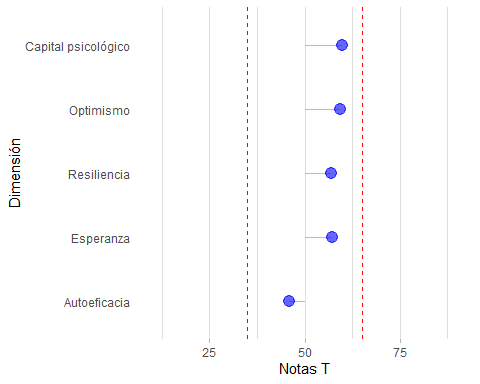 Capital psicológico
Optimismo
Resiliencia
Esperanza
Autoeficacia
Dimensión
25
50
75
Notas T